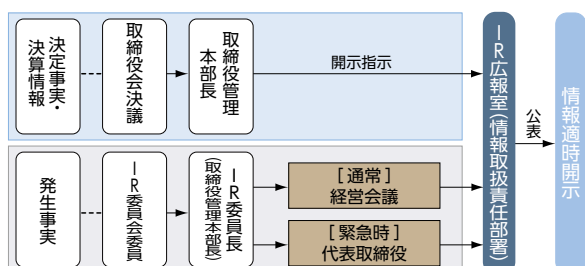 決定事実・
決算情報
取締役会決議
取締役管理
本部長
開示指示
発生事実
IR委員会委員
IR委員長
(取締役管理本部長)
[通常]
経営会議
[緊急時]
代表取締役
IR広報室(情報取扱責任部署)
公表
情報適時開示